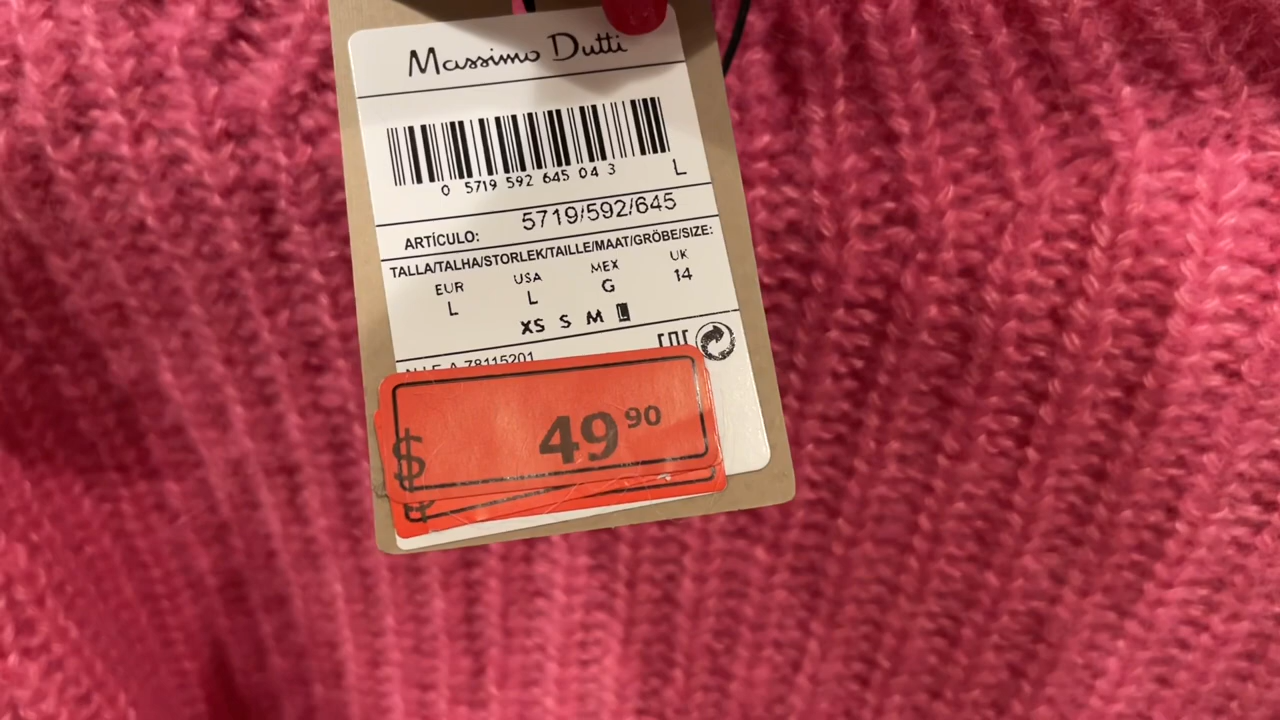 Massimo Dutti
0 5719 592 645 04 3
L
ARTÍCULO: 5719/592/645
TALLA/TALHA/STORLEK/TAILLE/MAAT/GRÖBE/SIZE:
EUR USA MEX UK
L L G 14
XS S M L
N.I.F. A-78115201
$ 49 90
$